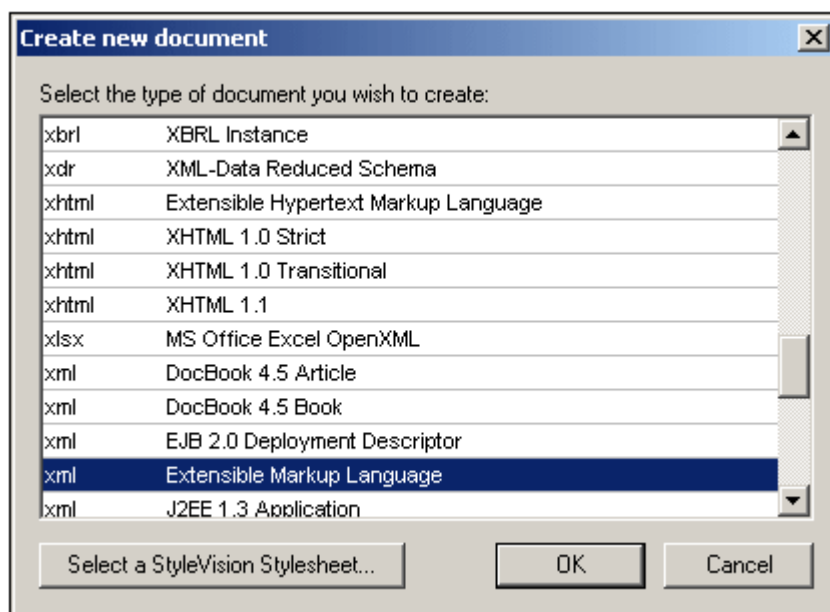 Create new document
Select the type of document you wish to create:
xbrl XBRL Instance
xdr XML-Data Reduced Schema
xhtml Extensible Hypertext Markup Language
xhtml XHTML 1.0 Strict
xhtml XHTML 1.0 Transitional
xhtml XHTML 1.1
xlsx MS Office Excel OpenXML
xml DocBook 4.5 Article
xml DocBook 4.5 Book
xml EJB 2.0 Deployment Descriptor
xml Extensible Markup Language
xml J2EE 1.3 Application
Select a StyleVision Stylesheet... OK Cancel